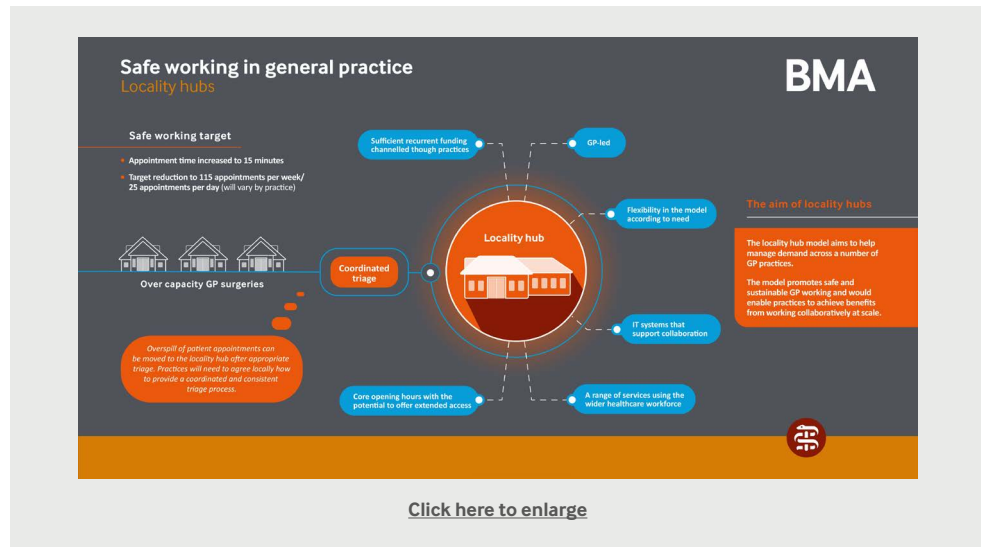 Safe working in general practice
Locality hubs
BMA
Safe working target
• Appointment time increased to 15 minutes
• Target reduction to 115 appointments per week/
25 appointments per day (will vary by practice)
Over capacity GP surgeries
Coordinated
triage
Overspill of patient appointments can
be moved to the locality hub after appropriate
triage. Practices will need to agree locally how
to provide a coordinated and consistent
triage process.
Sufficient recurrent funding
channelled though practices
GP-led
Flexibility in the model
according to need
Locality hub
IT systems that
support collaboration
Core opening hours with the
potential to offer extended access
A range of services using the
wider healthcare workforce
The aim of locality hubs
The locality hub model aims to help
manage demand across a number of
GP practices.
The model promotes safe and
sustainable GP working and would
enable practices to achieve benefits
from working collaboratively at scale.
Click here to enlarge